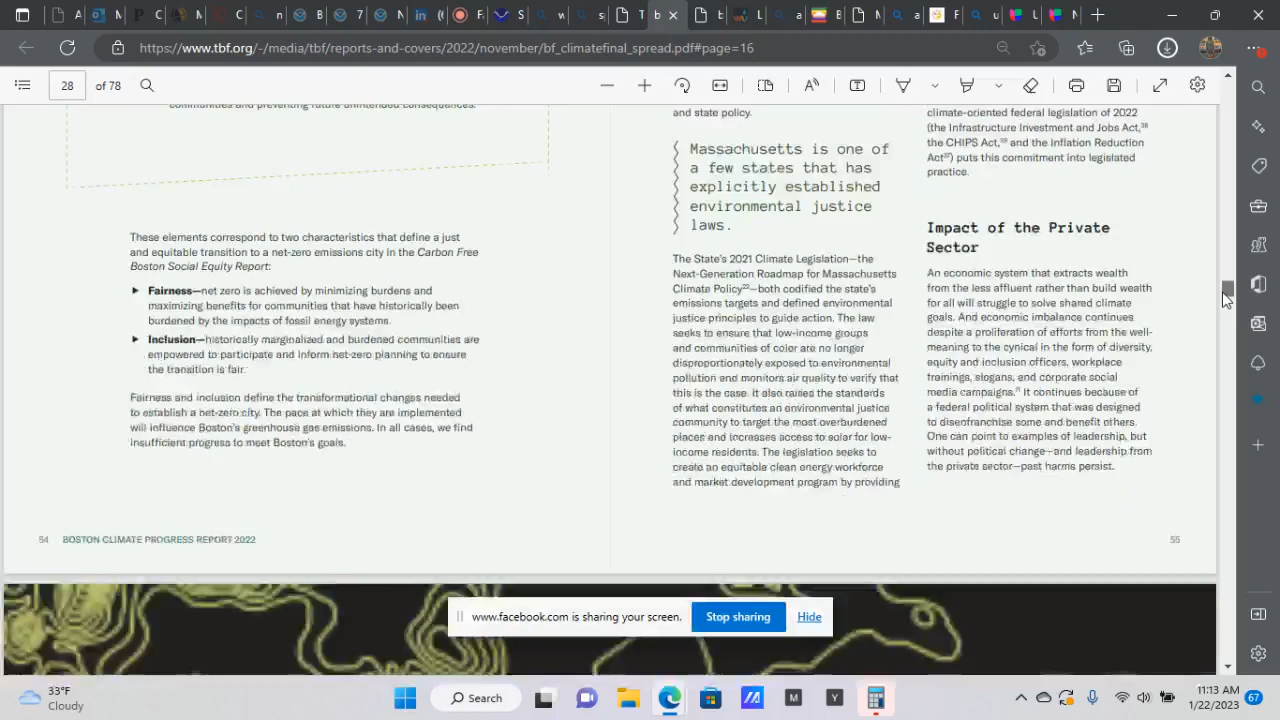 A
P
C
N
C
n
B
7
in (
F
S
w
s
T
b
t
L
a
E
N
a
F
u
L
N
https://www.tbf.org/-/media/tbf/reports-and-covers/2022/november/bf_climatefinal_spread.pdf#page=16
28 of 78
communities and preventing future unintended consequences.
These elements correspond to two characteristics that define a just
and equitable transition to a net-zero emissions city in the Carbon Free
Boston Social Equity Report:
Fairness—net zero is achieved by minimizing burdens and
maximizing benefits for communities that have historically been
burdened by the impacts of fossil energy systems.
Inclusion—historically marginalized and burdened communities are
empowered to participate and inform net-zero planning to ensure
the transition is fair.
Fairness and inclusion define the transformational changes needed
to establish a net-zero city. The pace at which they are implemented
will influence Boston's greenhouse gas emissions. In all cases, we find
insufficient progress to meet Boston's goals.
54 BOSTON CLIMATE PROGRESS REPORT 2022
and state policy.
Massachusetts is one of
a few states that has
explicitly established
environmental justice
laws.
The State's 2021 Climate Legislation—the
Next-Generation Roadmap for Massachusetts
Climate Policy—both codified the state's
emissions targets and defined environmental
justice principles to guide action. The law
seeks to ensure that low-income groups
and communities of color are no longer
disproportionately exposed to environmental
pollution and monitors air quality to verify that
this is the case. It also raises the standards
of what constitutes an environmental justice
community to target the most overburdened
places and increases access to solar for low-
income residents. The legislation seeks to
create an equitable clean energy workforce
and market development program by providing
climate-oriented federal legislation of 2022
(the Infrastructure Investment and Jobs Act,
the CHIPS Act, and the Inflation Reduction
Act) puts this commitment into legislated
practice.
Impact of the Private
Sector
An economic system that extracts wealth
from the less affluent rather than build wealth
for all will struggle to solve shared climate
goals. And economic imbalance continues
despite a proliferation of efforts from the well-
meaning to the cynical in the form of diversity,
equity and inclusion officers, workplace
trainings, slogans, and corporate social
media campaigns. It continues because of
a federal political system that was designed
to disenfranchise some and benefit others.
One can point to examples of leadership, but
without political change—and leadership from
the private sector—past harms persist.
55
www.facebook.com is sharing your screen. Stop sharing Hide
33°F
Cloudy
Search
M
Y
11:13 AM
1/22/2023
67